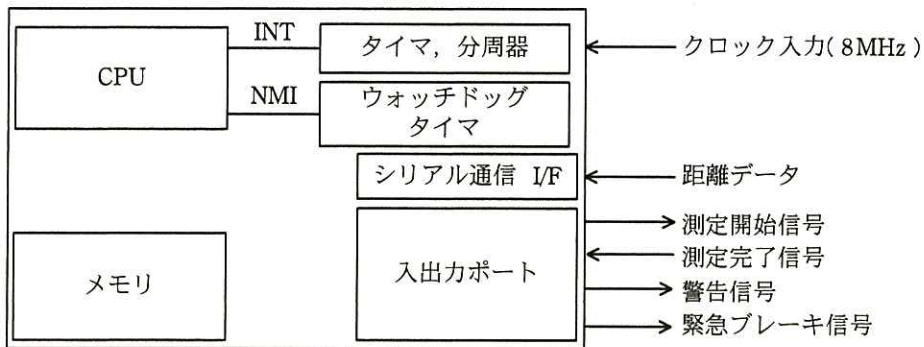 INT
タイマ，分周器
クロック入力(8MHz)
CPU
NMI
ウォッチドッグ
タイマ
シリアル通信 I/F
距離データ
測定開始信号
メモリ
入出力ポート
測定完了信号
警告信号
緊急ブレーキ信号